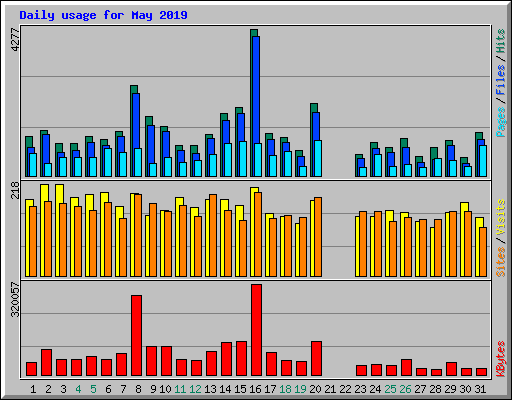 Daily usage for May 2019
4277
Pages / Files / Hits
218
Sites / Visits
320057
KBytes
1 2 3 4 5 6 7 8 9 10 11 12 13 14 15 16 17 18 19 20 21 22 23 24 25 26 27 28 29 30 31